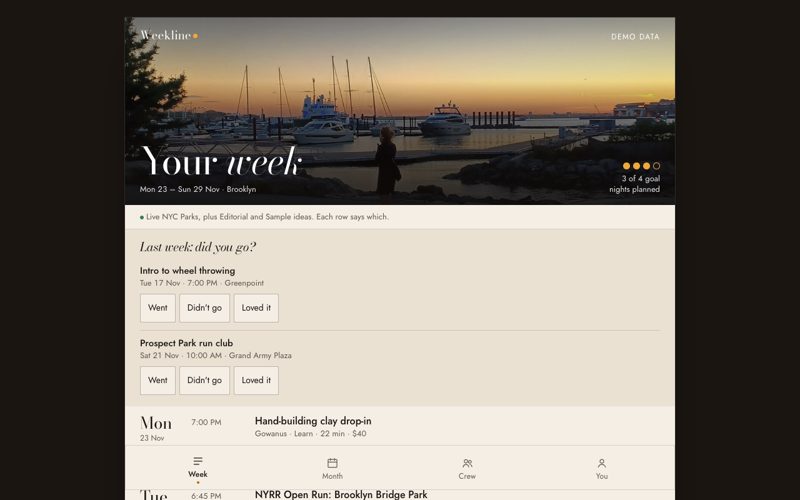 Weekline
DEMO DATA
Your week
Mon 23 – Sun 29 Nov · Brooklyn
3 of 4 goal
nights planned
Live NYC Parks, plus Editorial and Sample ideas. Each row says which.
Last week: did you go?
Intro to wheel throwing
Tue 17 Nov · 7:00 PM · Greenpoint
Went
Didn't go
Loved it
Prospect Park run club
Sat 21 Nov · 10:00 AM · Grand Army Plaza
Went
Didn't go
Loved it
Mon
23 Nov
7:00 PM
Hand-building clay drop-in
Gowanus · Learn · 22 min · $40
Week
Month
Crew
You
Tue
6:45 PM
NYRR Open Run: Brooklyn Bridge Park